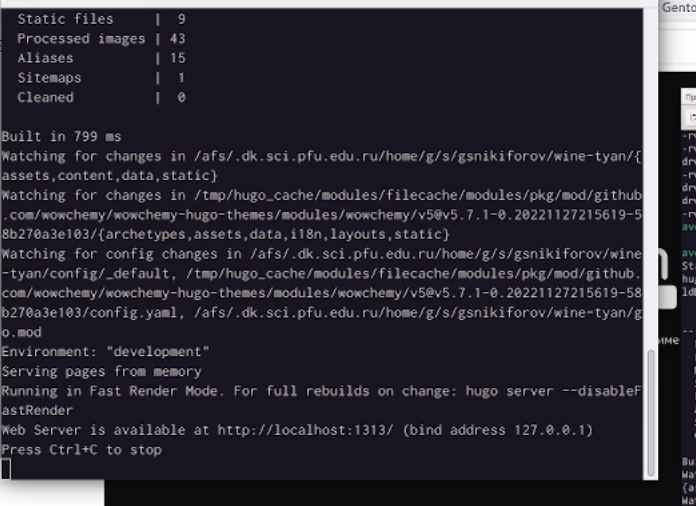 Static files | 9
Processed images | 43
Aliases | 15
Sitemaps | 1
Cleaned | 0
Built in 799 ms
Watching for changes in /afs/.dk.sci.pfu.edu.ru/home/g/s/gsnikiforov/wine-tyan/{
assets,content,data,static}
Watching for changes in /tmp/hugo_cache/modules/filecache/modules/pkg/mod/github
.com/wowchemy/wowchemy-hugo-themes/modules/wowchemy/v5@v5.7.1-0.20221127215619-5
8b270a3e103/{archetypes,assets,data,i18n,layouts,static}
Watching for config changes in /afs/.dk.sci.pfu.edu.ru/home/g/s/gsnikiforov/wine
-tyan/config/_default, /tmp/hugo_cache/modules/filecache/modules/pkg/mod/github.
com/wowchemy/wowchemy-hugo-themes/modules/wowchemy/v5@v5.7.1-0.20221127215619-58
b270a3e103/config.yaml, /afs/.dk.sci.pfu.edu.ru/home/g/s/gsnikiforov/wine-tyan/g
o.mod
Environment: "development"
Serving pages from memory
Running in Fast Render Mode. For full rebuilds on change: hugo server --disableF
astRender
Web Server is available at http://localhost:1313/ (bind address 127.0.0.1)
Press Ctrl+C to stop
Gento